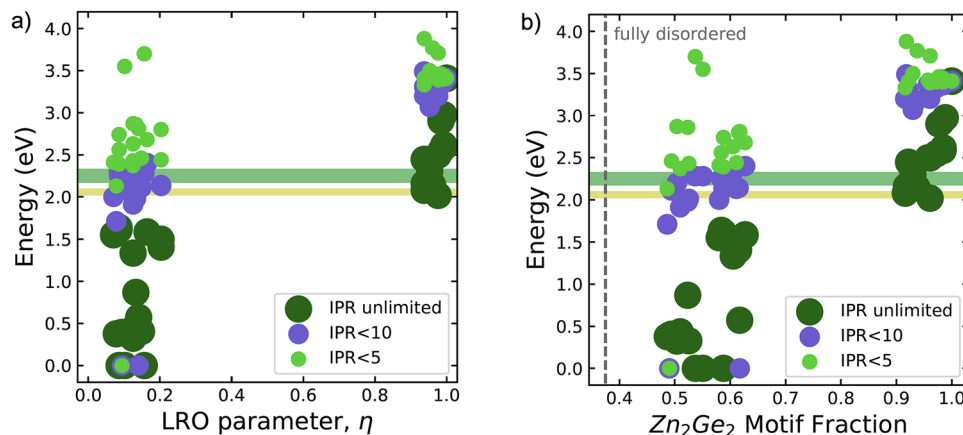 a)
4.0
3.5
3.0
2.5
2.0
1.5
1.0
0.5
0.0
Energy (eV)
IPR unlimited
IPR<10
IPR<5
0.0 0.2 0.4 0.6 0.8 1.0
LRO parameter, η
b)
fully disordered
4.0
3.5
3.0
2.5
2.0
1.5
1.0
0.5
0.0
Energy (eV)
IPR unlimited
IPR<10
IPR<5
0.4 0.5 0.6 0.7 0.8 0.9 1.0
Zn₂Ge₂ Motif Fraction